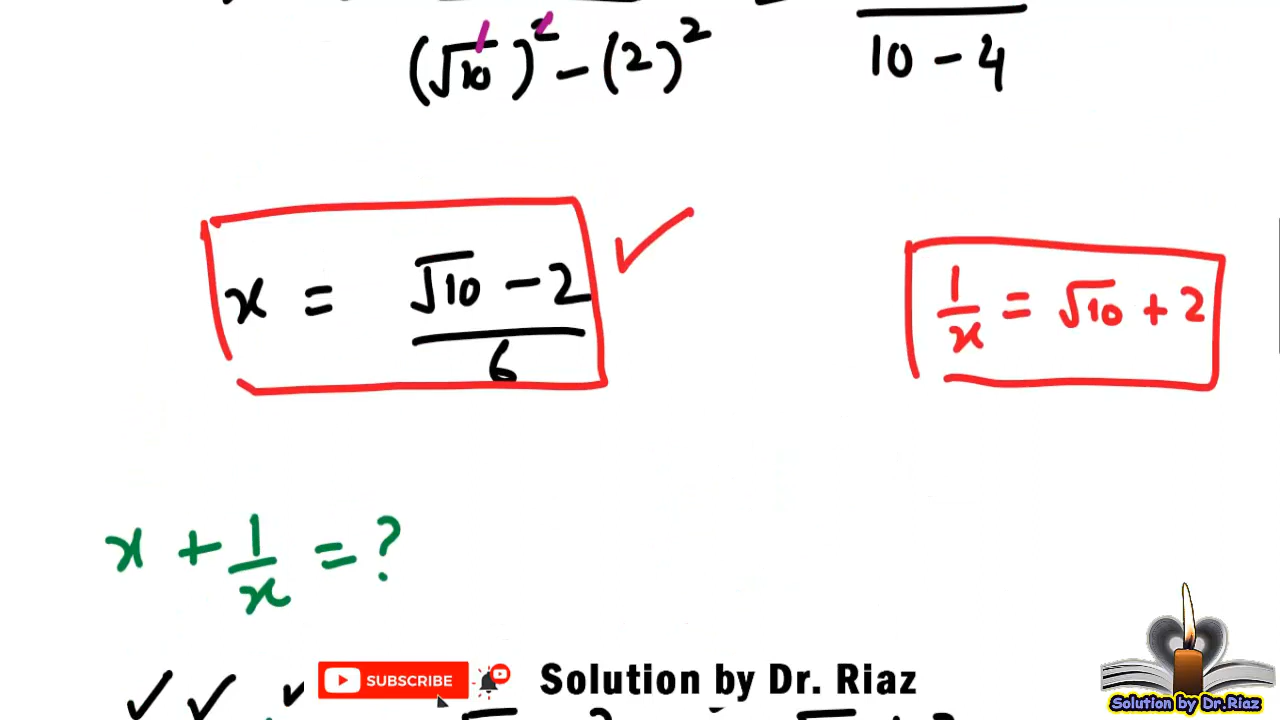 (√10)² − (2)²
10 − 4
x = √10 − 2 / 6
1/x = √10 + 2
x + 1/x = ?
SUBSCRIBE
Solution by Dr. Riaz
Solution by Dr.Riaz